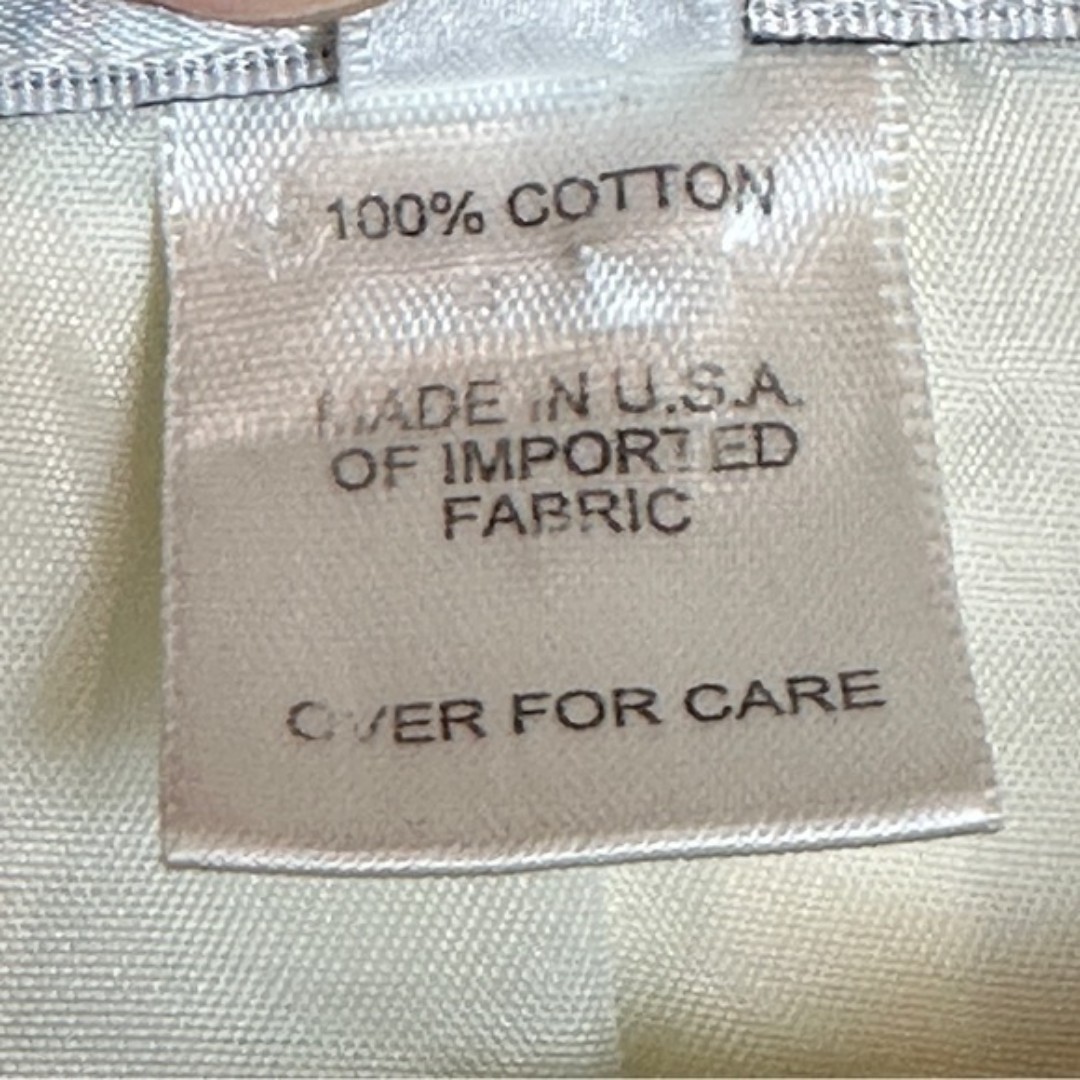 100% COTTON
MADE IN U.S.A.
OF IMPORTED
FABRIC
OVER FOR CARE